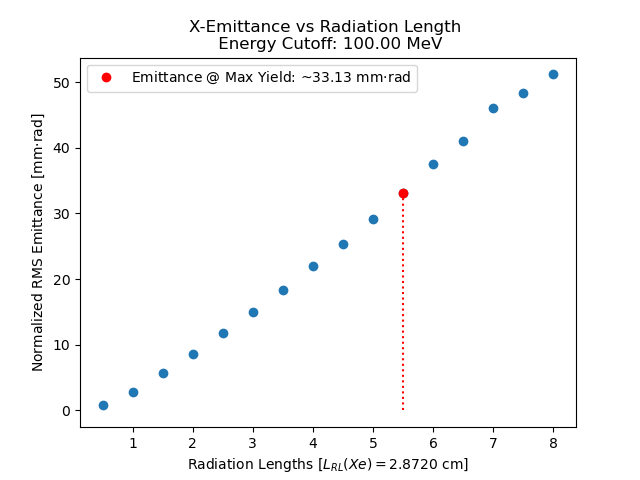 X-Emittance vs Radiation Length
Energy Cutoff: 100.00 MeV
Emittance @ Max Yield: ~33.13 mm·rad
Normalized RMS Emittance [mm·rad]
50
40
30
20
10
0
1 2 3 4 5 6 7 8
Radiation Lengths [$L_{RL}(Xe) = 2.8720$ cm]